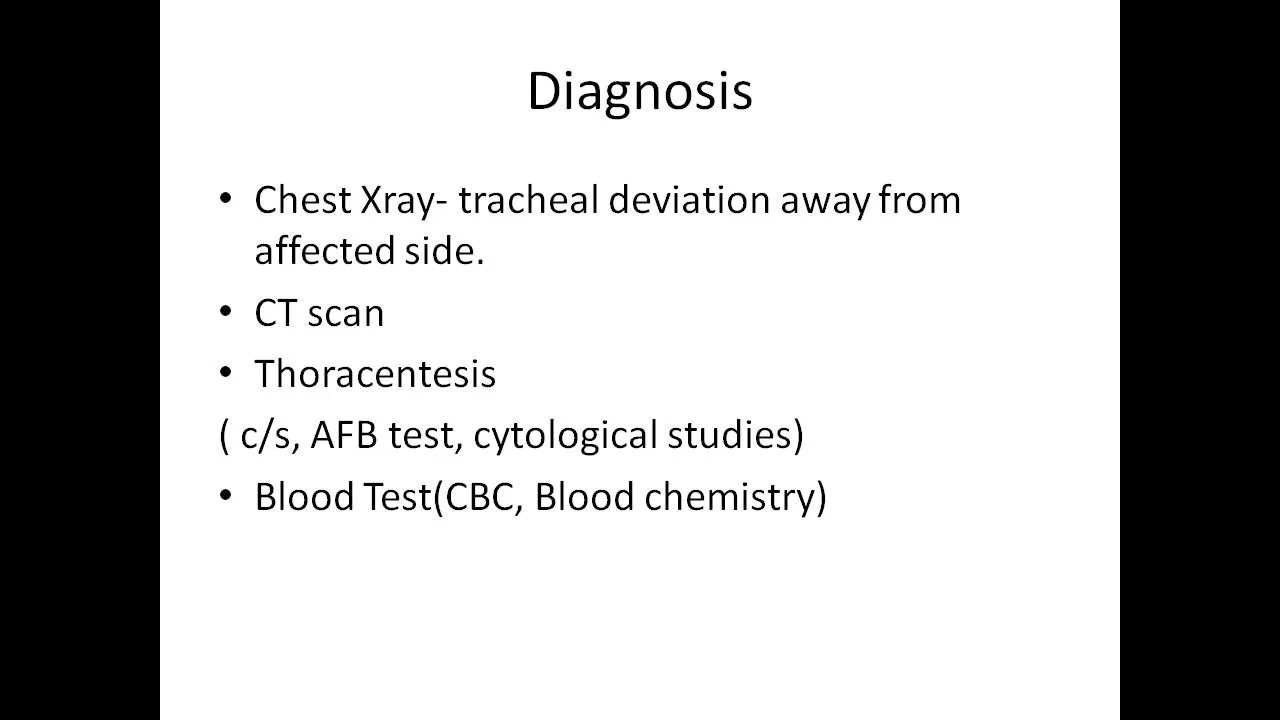 Diagnosis
• Chest Xray- tracheal deviation away from
affected side.
• CT scan
• Thoracentesis
( c/s, AFB test, cytological studies)
• Blood Test(CBC, Blood chemistry)